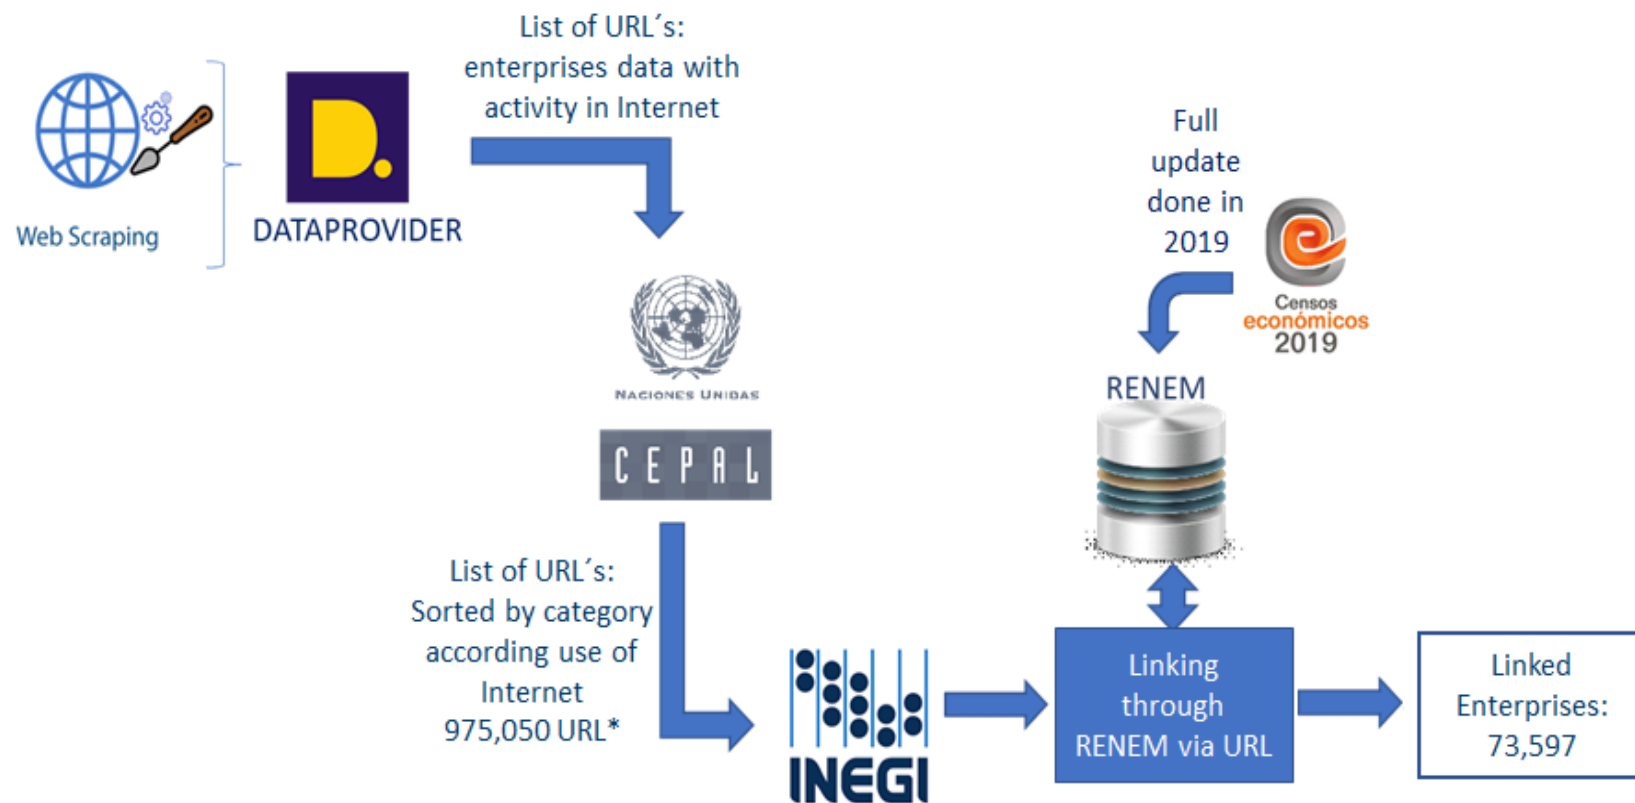 Web Scraping
D.
DATAPROVIDER
List of URL´s:
enterprises data with
activity in Internet
NACIONES UNIDAS
CEPAL
List of URL´s:
Sorted by category
according use of
Internet
975,050 URL*
INEGI
Full
update
done in
2019
Censos
económicos
2019
RENEM
Linking
through
RENEM via URL
Linked
Enterprises:
73,597